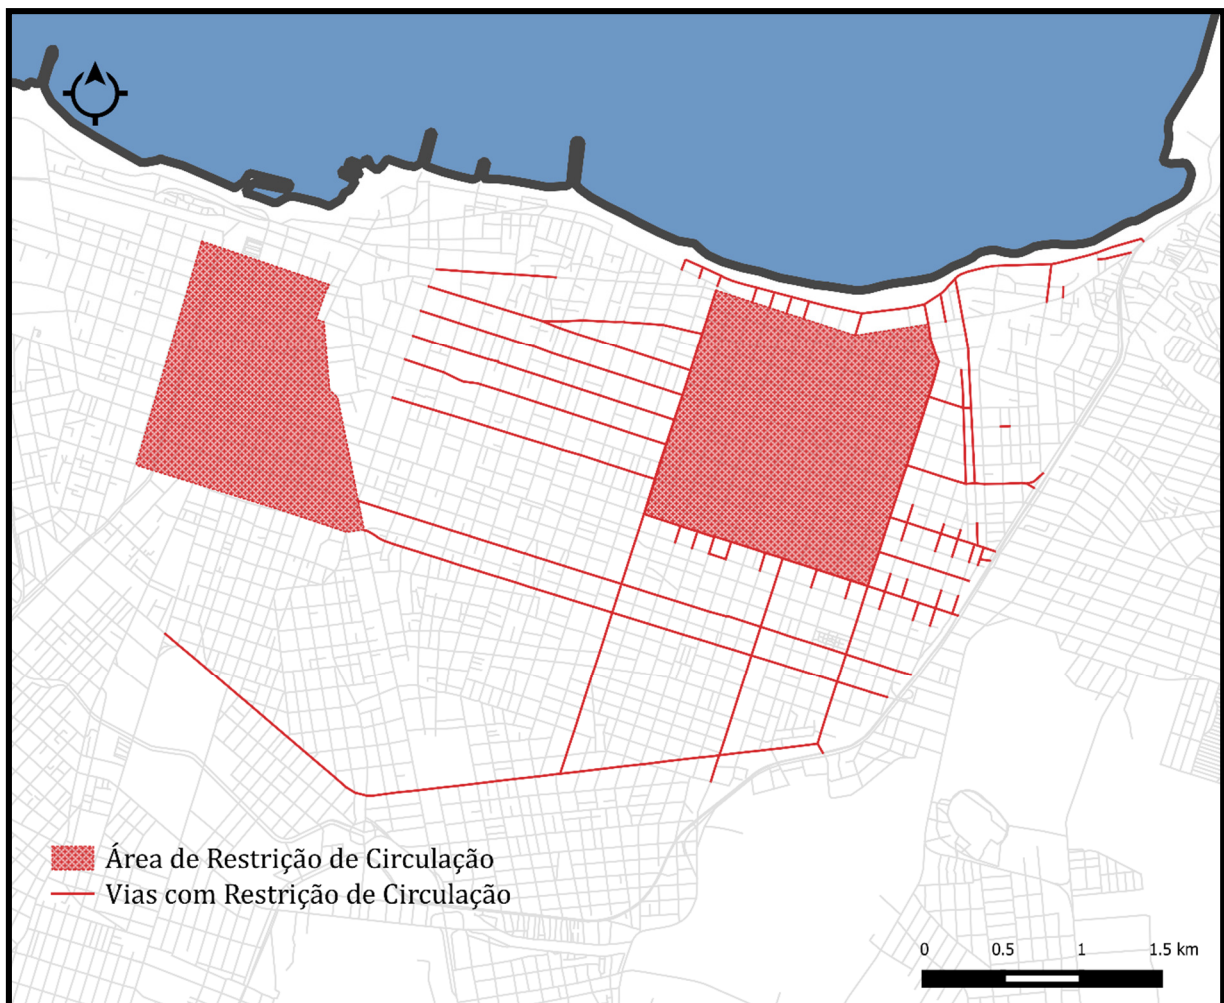 Área de Restrição de Circulação
Vias com Restrição de Circulação
0 0.5 1 1.5 km